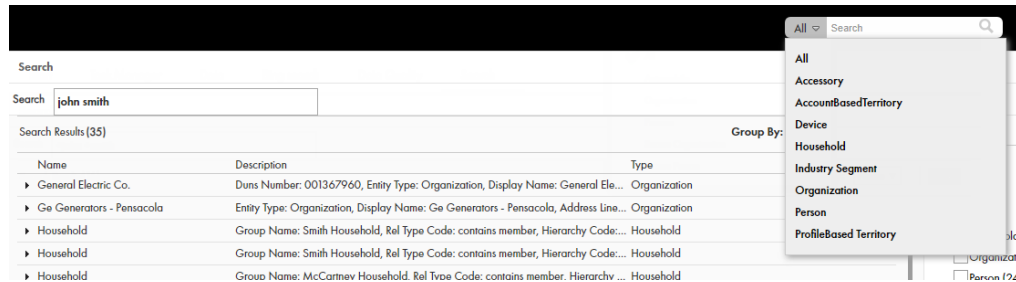 All Search
Search
Search john smith
Search Results (35) Group By:
Name Description Type
General Electric Co. Duns Number: 001367960, Entity Type: Organization, Display Name: General Ele... Organization
Ge Generators - Pensacola Entity Type: Organization, Display Name: Ge Generators - Pensacola, Address Line... Organization
Household Group Name: Smith Household, Rel Type Code: contains member, Hierarchy Code:... Household
Household Group Name: Smith Household, Rel Type Code: contains member, Hierarchy Code:... Household
Household Group Name: McCartney Household, Rel Type Code: contains member, Hierarchy ... Household
All
Accessory
AccountBasedTerritory
Device
Household
Industry Segment
Organization
Person
ProfileBased Territory
Organizat
Person (24